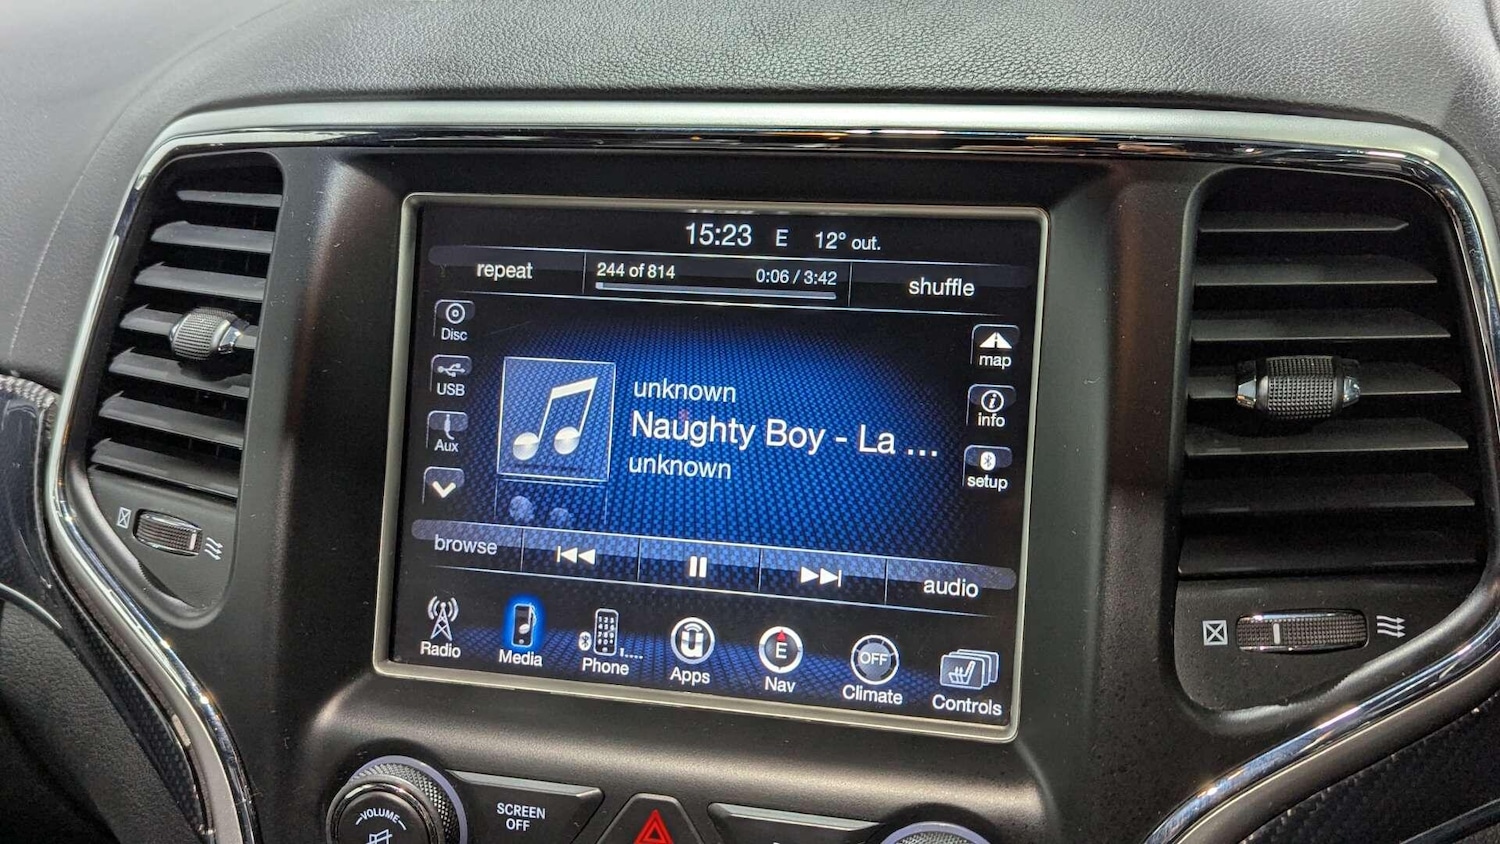 15:23 E 12° out.
repeat
244 of 814 0:06 / 3:42
shuffle
Disc
USB
Aux
map
info
setup
unknown
Naughty Boy - La ...
unknown
browse
audio
Radio
Media
Phone
Apps
E
Nav
OFF
Climate
Controls
VOLUME
SCREEN
OFF